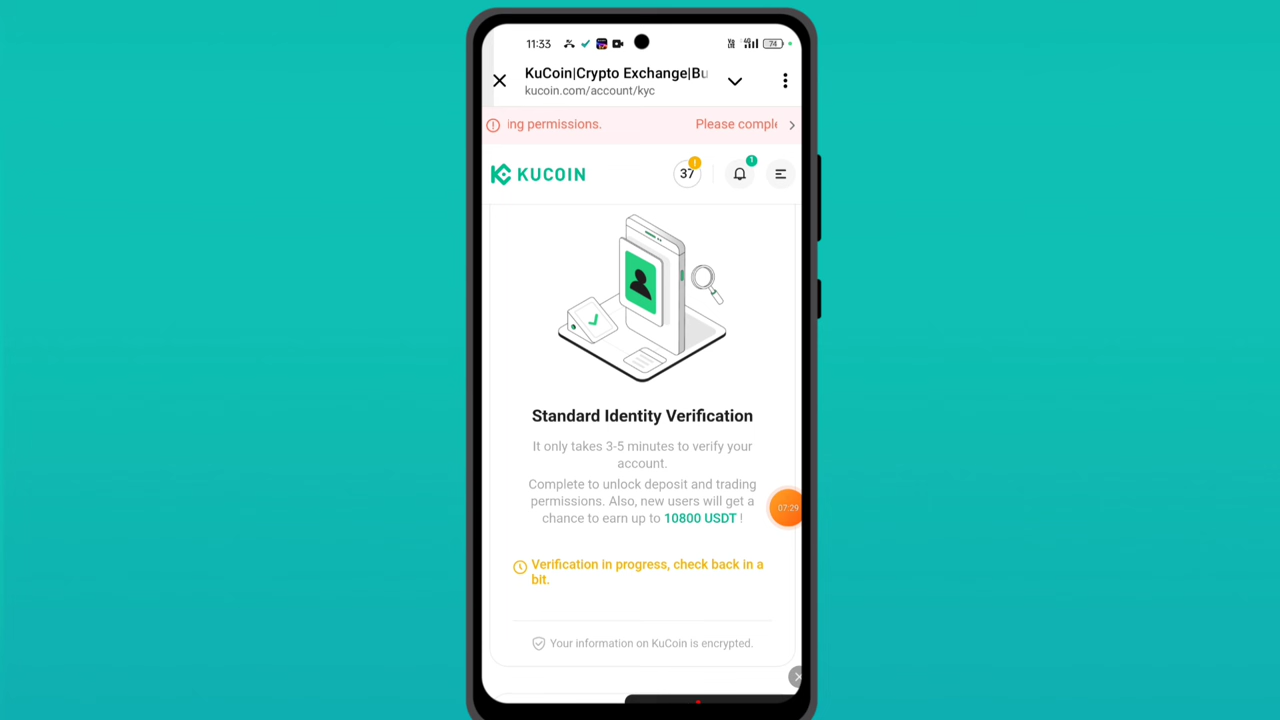 11:33
4G
74
KuCoin|Crypto Exchange|Bu
kucoin.com/account/kyc
ing permissions. Please comple
KUCOIN
37
1
Standard Identity Verification
It only takes 3-5 minutes to verify your
account.
Complete to unlock deposit and trading
permissions. Also, new users will get a
chance to earn up to 10800 USDT !
07:29
Verification in progress, check back in a
bit.
Your information on KuCoin is encrypted.